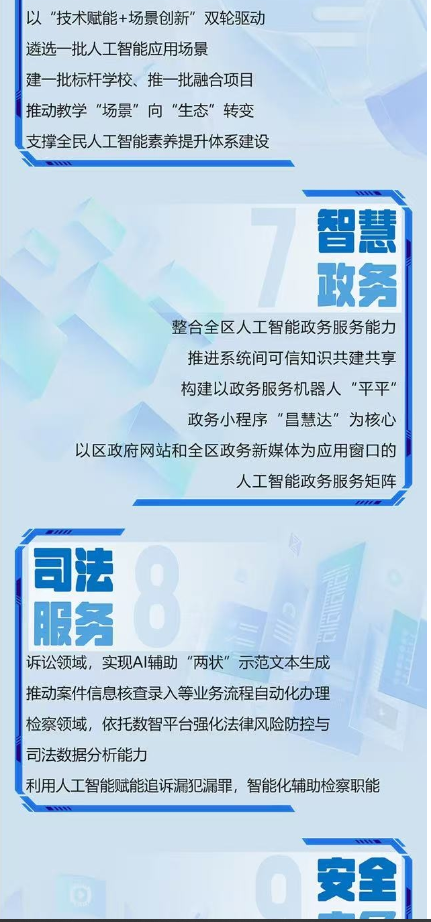 以“技术赋能+场景创新”双轮驱动
遴选一批人工智能应用场景
建一批标杆学校、推一批融合项目
推动教学“场景”向“生态”转变
支撑全民人工智能素养提升体系建设
7
智慧
政务
整合全区人工智能政务服务能力
推进系统间可信知识共建共享
构建以政务服务机器人“平平”
政务小程序“昌慧达”为核心
以区政府网站和全区政务新媒体为应用窗口的
人工智能政务服务矩阵
司法
服务
8
诉讼领域，实现AI辅助“两状”示范文本生成
推动案件信息核查录入等业务流程自动化办理
检察领域，依托数智平台强化法律风险防控与
司法数据分析能力
利用人工智能赋能追诉漏犯漏罪，智能化辅助检察职能
9
安全